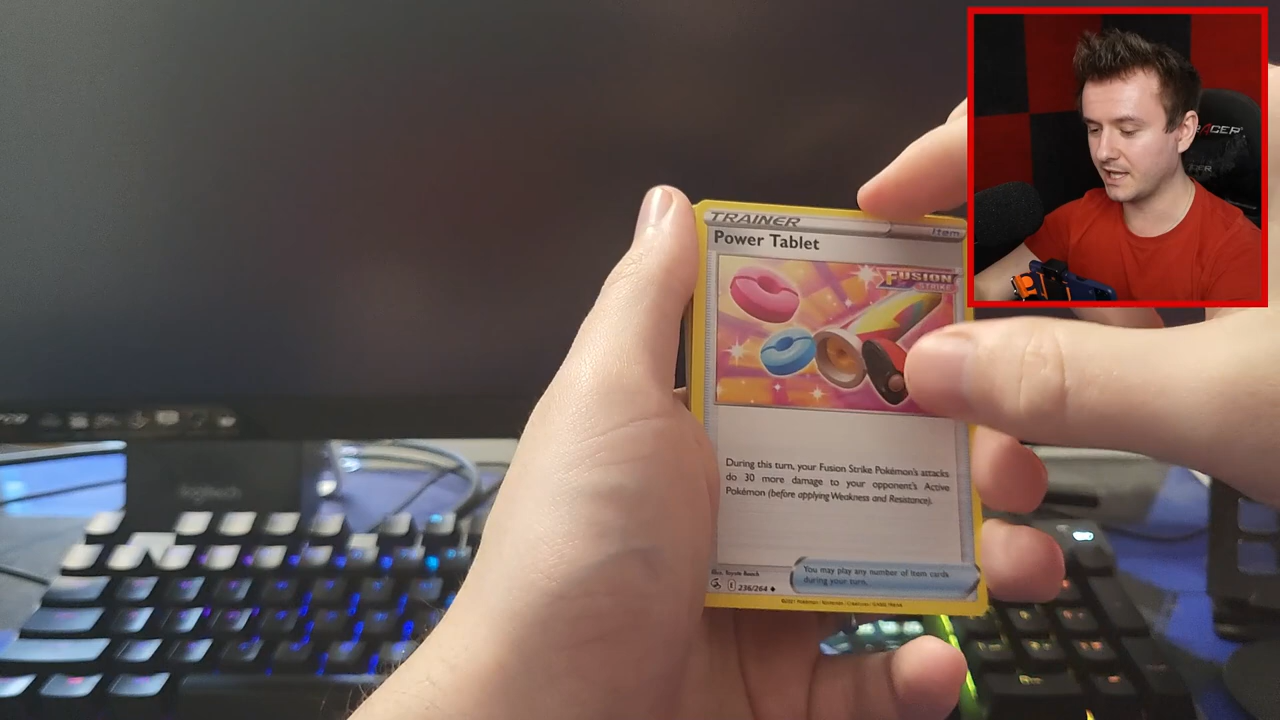 TRAINER
Item
Power Tablet
FUSION
STRIKE
During this turn, your Fusion Strike Pokémon's attacks
do 30 more damage to your opponent's Active
Pokémon (before applying Weakness and Resistance).
You may play any number of Item cards
during your turn.
236/264